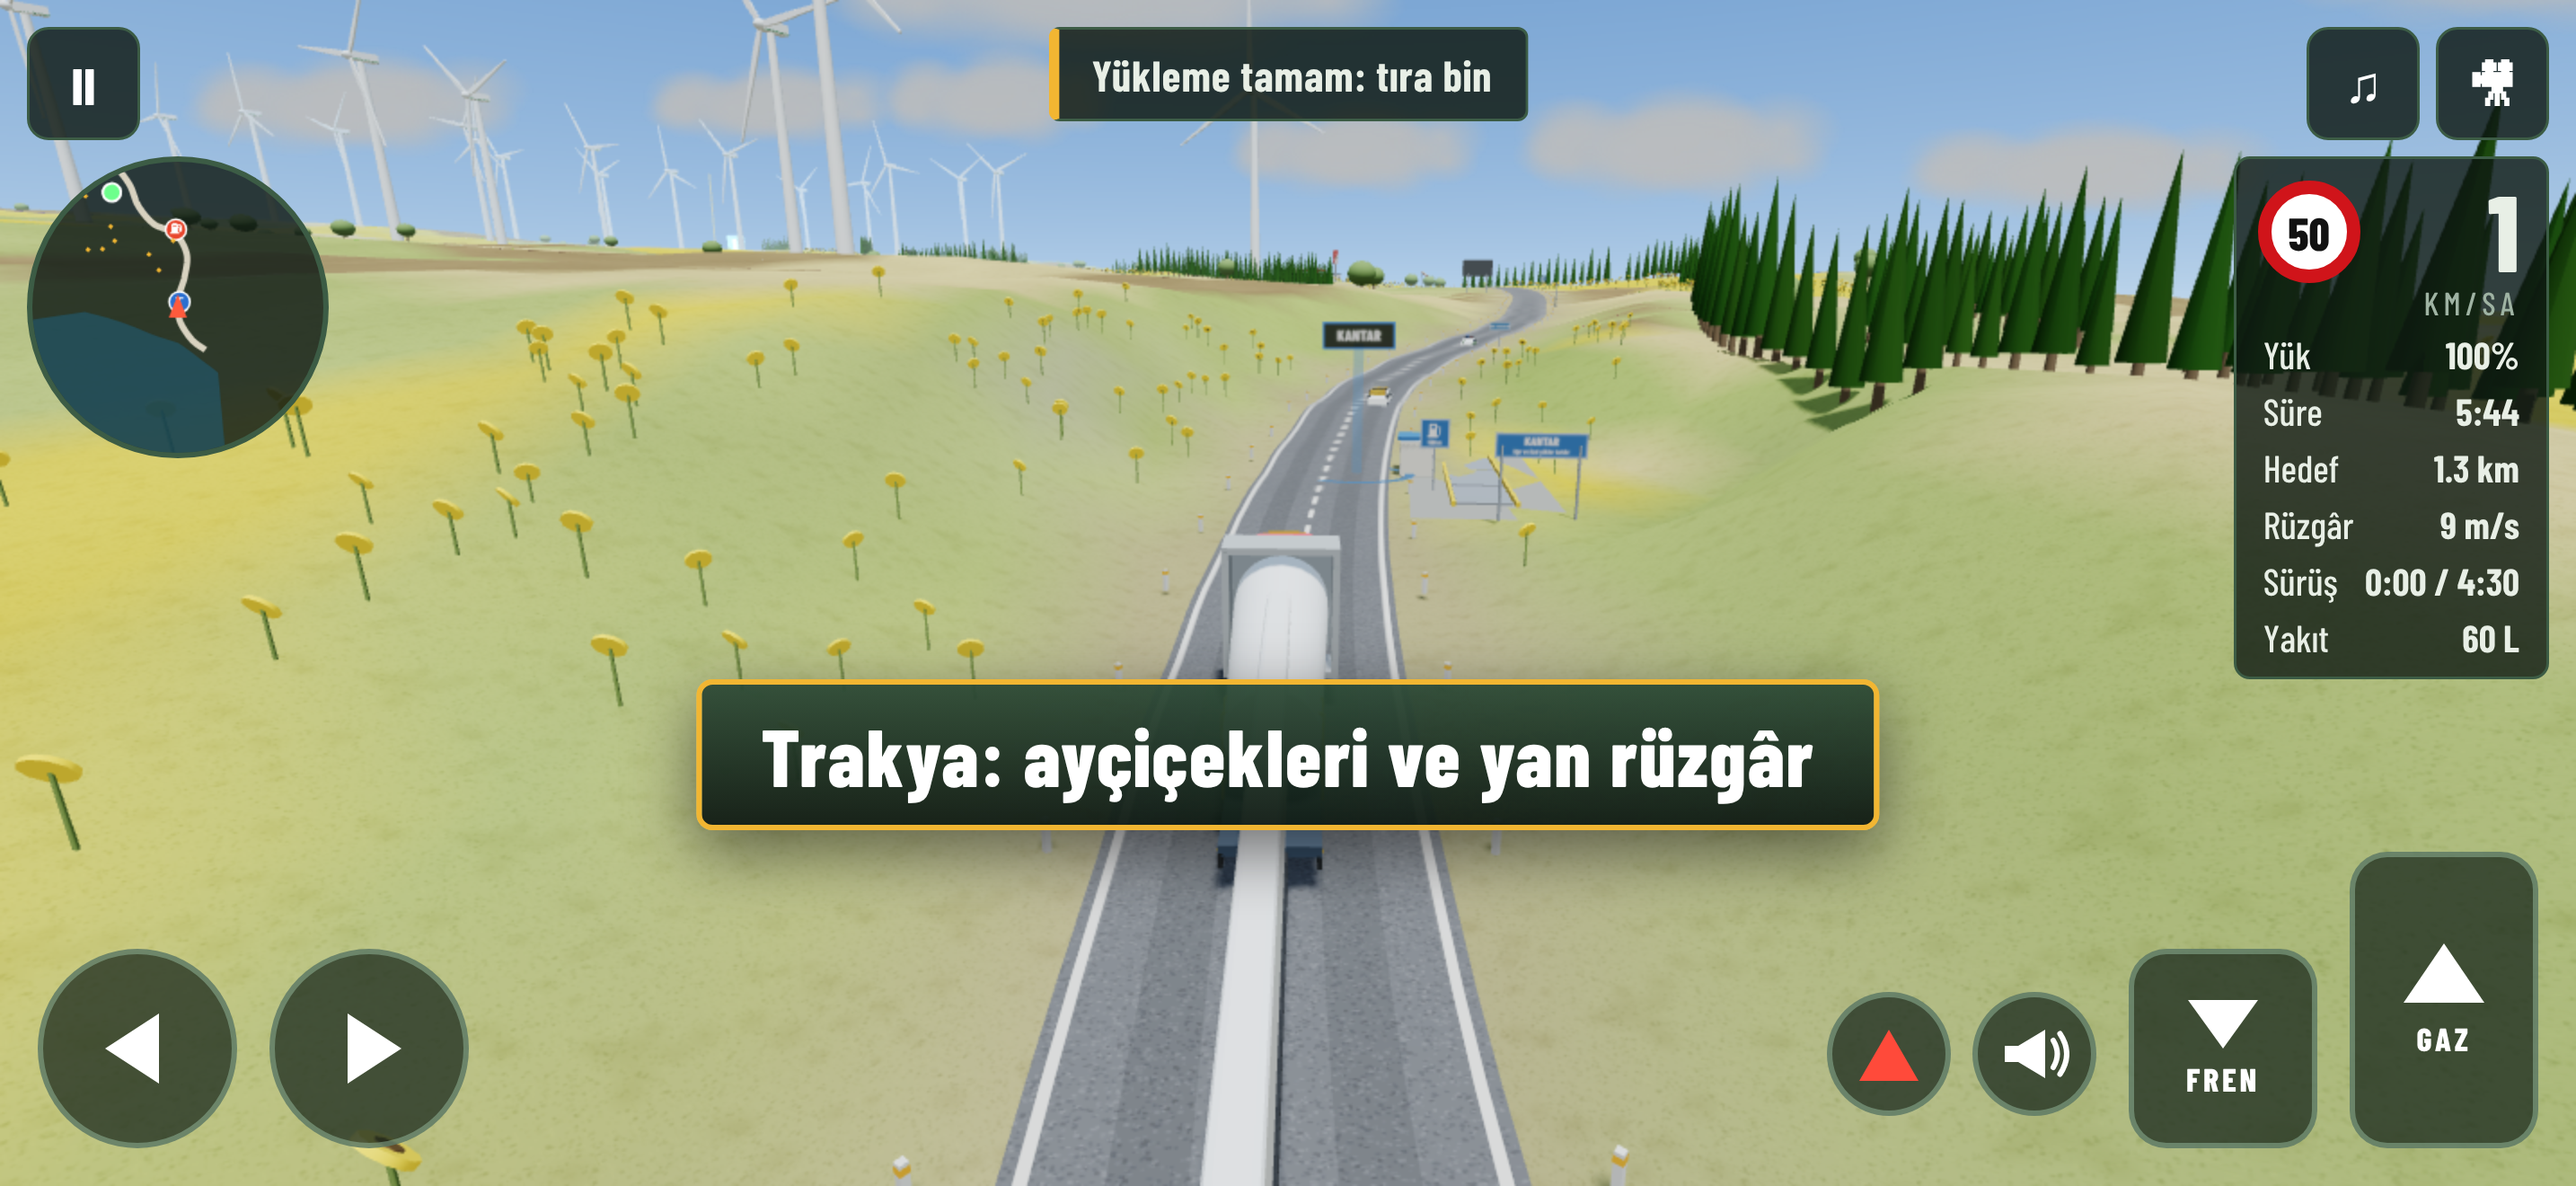 Yükleme tamam: tıra bin
50
1
KM/SA
Yük 100%
Süre 5:44
Hedef 1.3 km
Rüzgâr 9 m/s
Sürüş 0:00 / 4:30
Yakıt 60 L
KANTAR
KANTAR
Trakya: ayçiçekleri ve yan rüzgâr
FREN
GAZ